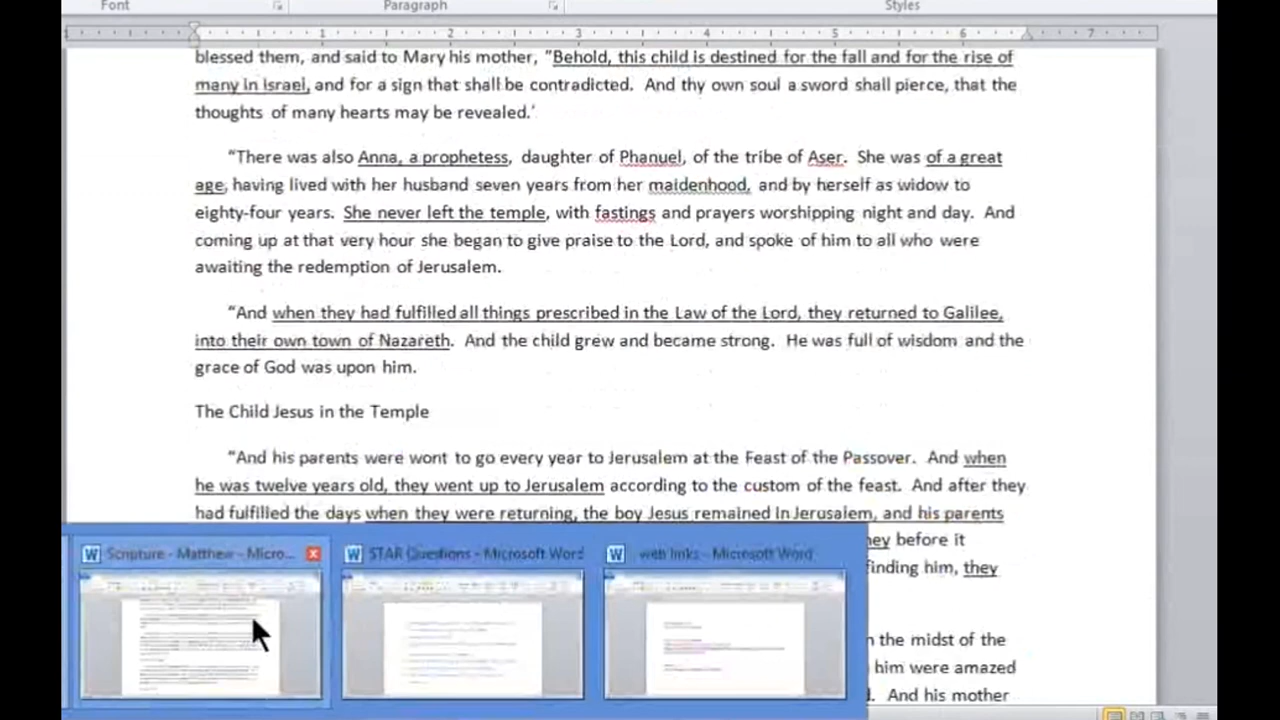 Font Paragraph Styles
1 2 3 4 5 6 7
blessed them, and said to Mary his mother, "Behold, this child is destined for the fall and for the rise of
many in Israel, and for a sign that shall be contradicted. And thy own soul a sword shall pierce, that the
thoughts of many hearts may be revealed.'
"There was also Anna, a prophetess, daughter of Phanuel, of the tribe of Aser. She was of a great
age, having lived with her husband seven years from her maidenhood, and by herself as widow to
eighty-four years. She never left the temple, with fastings and prayers worshipping night and day. And
coming up at that very hour she began to give praise to the Lord, and spoke of him to all who were
awaiting the redemption of Jerusalem.
"And when they had fulfilled all things prescribed in the Law of the Lord, they returned to Galilee,
into their own town of Nazareth. And the child grew and became strong. He was full of wisdom and the
grace of God was upon him.
The Child Jesus in the Temple
"And his parents were wont to go every year to Jerusalem at the Feast of the Passover. And when
he was twelve years old, they went up to Jerusalem according to the custom of the feast. And after they
had fulfilled the days when they were returning, the boy Jesus remained in Jerusalem, and his parents
before it
finding him, they
the midst of the
him were amazed
And his mother
Scripture - Matthew - Micro... STAR Questions - Microsoft Word web links - Microsoft Word